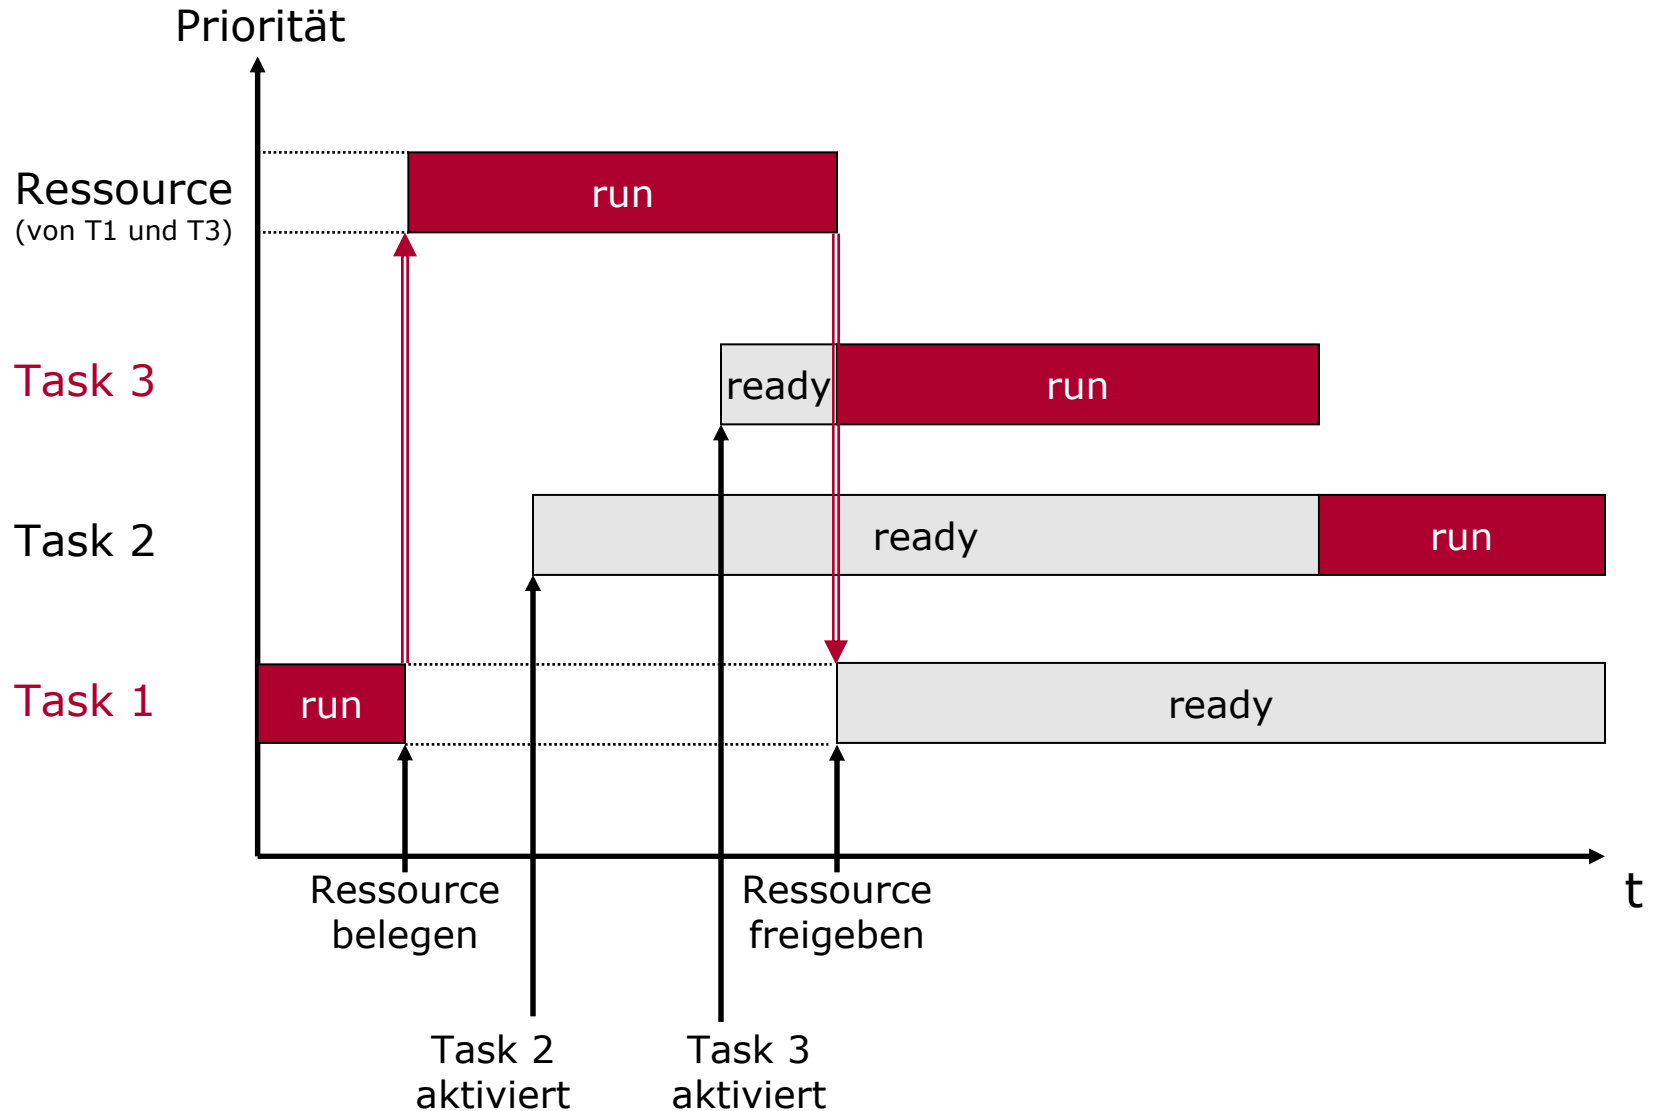 Priorität
Ressource
(von T1 und T3)
run
Task 3
ready
run
Task 2
ready
run
Task 1
run
ready
t
Ressource
belegen
Ressource
freigeben
Task 2
aktiviert
Task 3
aktiviert